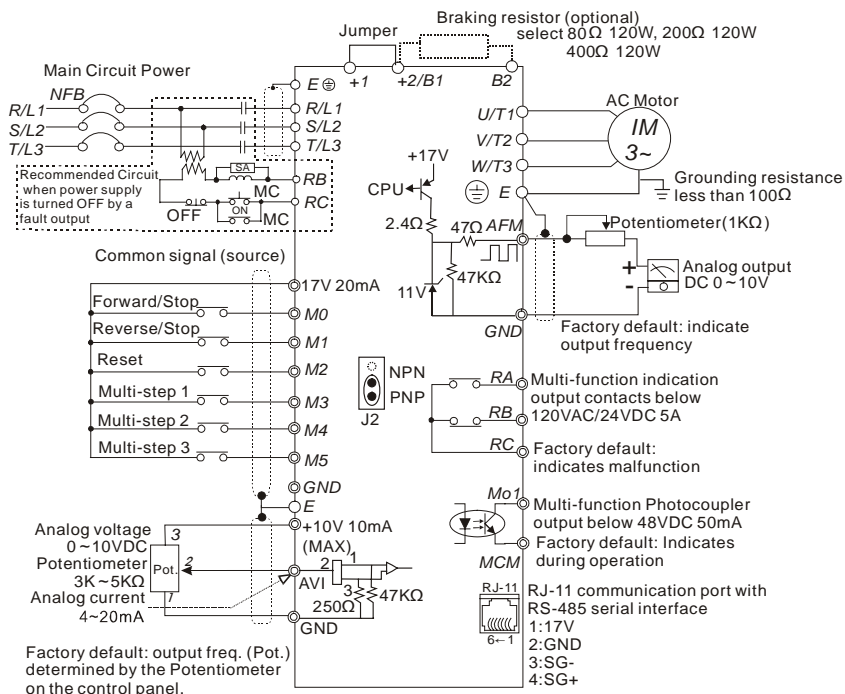 Braking resistor (optional)
select 80Ω 120W, 200Ω 120W
400Ω 120W
Jumper
+1
+2/B1
B2
Main Circuit Power
NFB
R/L1
S/L2
T/L3
E
R/L1
S/L2
T/L3
Recommended Circuit
when power supply
is turned OFF by a
fault output
SA
MC
OFF
ON
MC
RB
RC
U/T1
V/T2
W/T3
E
AC Motor
IM
3~
Grounding resistance
less than 100Ω
+17V
CPU
2.4Ω
47Ω
AFM
47KΩ
11V
GND
Potentiometer(1KΩ)
+
-
Analog output
DC 0~10V
Factory default: indicate
output frequency
Common signal (source)
17V 20mA
Forward/Stop
M0
Reverse/Stop
M1
Reset
M2
Multi-step 1
M3
Multi-step 2
M4
Multi-step 3
M5
GND
E
NPN
PNP
J2
RA
RB
RC
Multi-function indication
output contacts below
120VAC/24VDC 5A
Factory default:
indicates malfunction
Mo1
MCM
Multi-function Photocoupler
output below 48VDC 50mA
Factory default: Indicates
during operation
+10V 10mA
(MAX)
Analog voltage
0~10VDC
Potentiometer
3K~5KΩ
Analog current
4~20mA
3
Pot.
2
1
AVI
2
1
3
250Ω
47KΩ
GND
RJ-11
6←1
RJ-11 communication port with
RS-485 serial interface
1:17V
2:GND
3:SG-
4:SG+
Factory default: output freq. (Pot.)
determined by the Potentiometer
on the control panel.